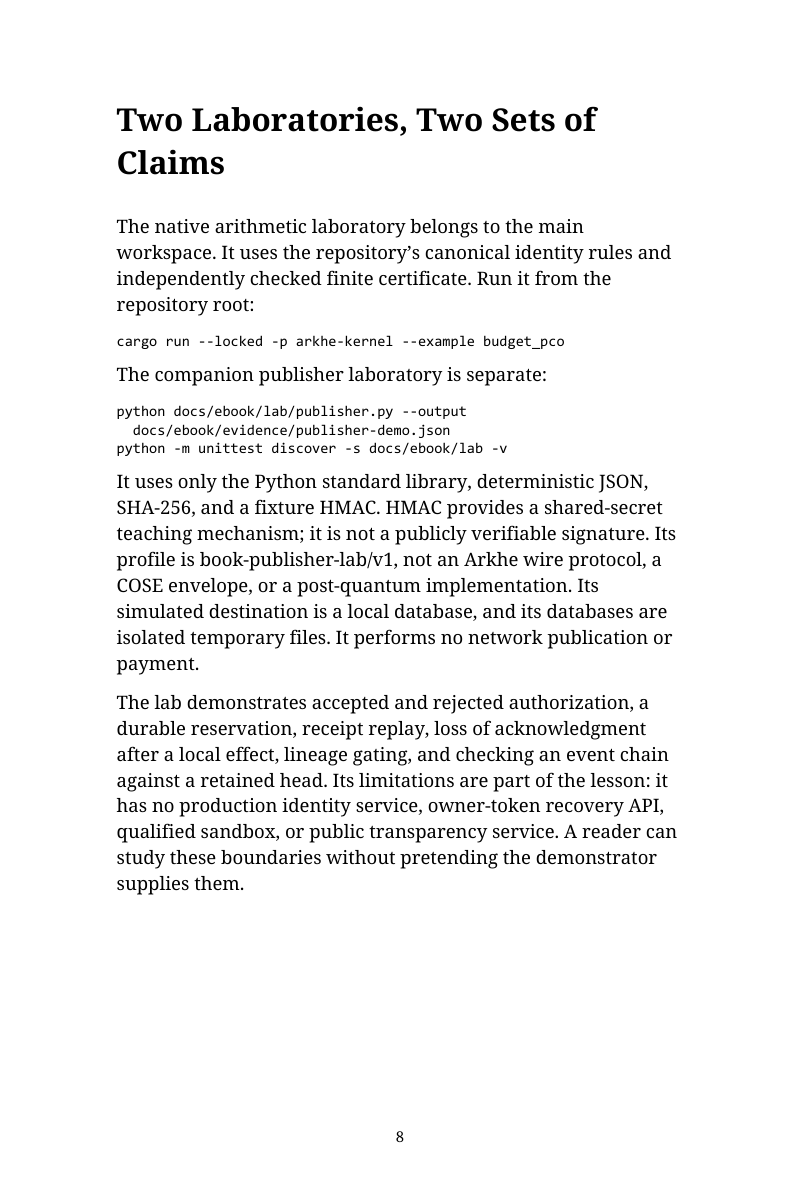 Two Laboratories, Two Sets of
Claims
The native arithmetic laboratory belongs to the main
workspace. It uses the repository’s canonical identity rules and
independently checked finite certificate. Run it from the
repository root:
cargo run --locked -p arkhe-kernel --example budget_pco
The companion publisher laboratory is separate:
python docs/ebook/lab/publisher.py --output
  docs/ebook/evidence/publisher-demo.json
python -m unittest discover -s docs/ebook/lab -v
It uses only the Python standard library, deterministic JSON,
SHA-256, and a fixture HMAC. HMAC provides a shared-secret
teaching mechanism; it is not a publicly verifiable signature. Its
profile is book-publisher-lab/v1, not an Arkhe wire protocol, a
COSE envelope, or a post-quantum implementation. Its
simulated destination is a local database, and its databases are
isolated temporary files. It performs no network publication or
payment.
The lab demonstrates accepted and rejected authorization, a
durable reservation, receipt replay, loss of acknowledgment
after a local effect, lineage gating, and checking an event chain
against a retained head. Its limitations are part of the lesson: it
has no production identity service, owner-token recovery API,
qualified sandbox, or public transparency service. A reader can
study these boundaries without pretending the demonstrator
supplies them.
8